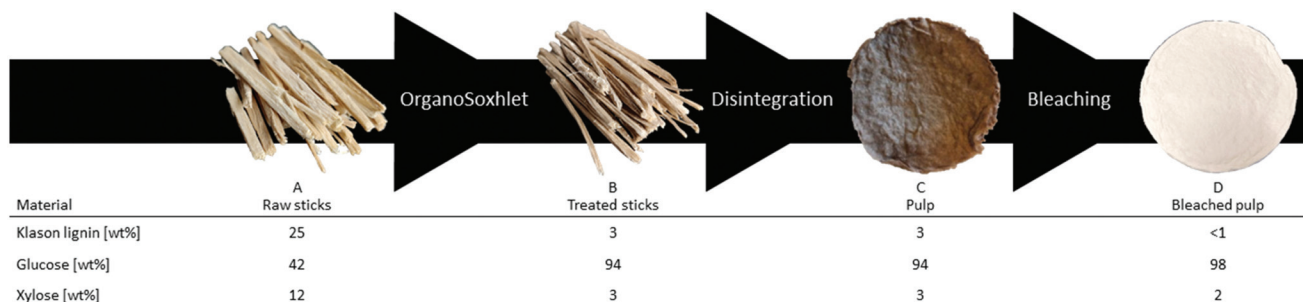 OrganoSoxhlet Disintegration Bleaching
A B C D
Material Raw sticks Treated sticks Pulp Bleached pulp
Klason lignin [wt%] 25 3 3 <1
Glucose [wt%] 42 94 94 98
Xylose [wt%] 12 3 3 2